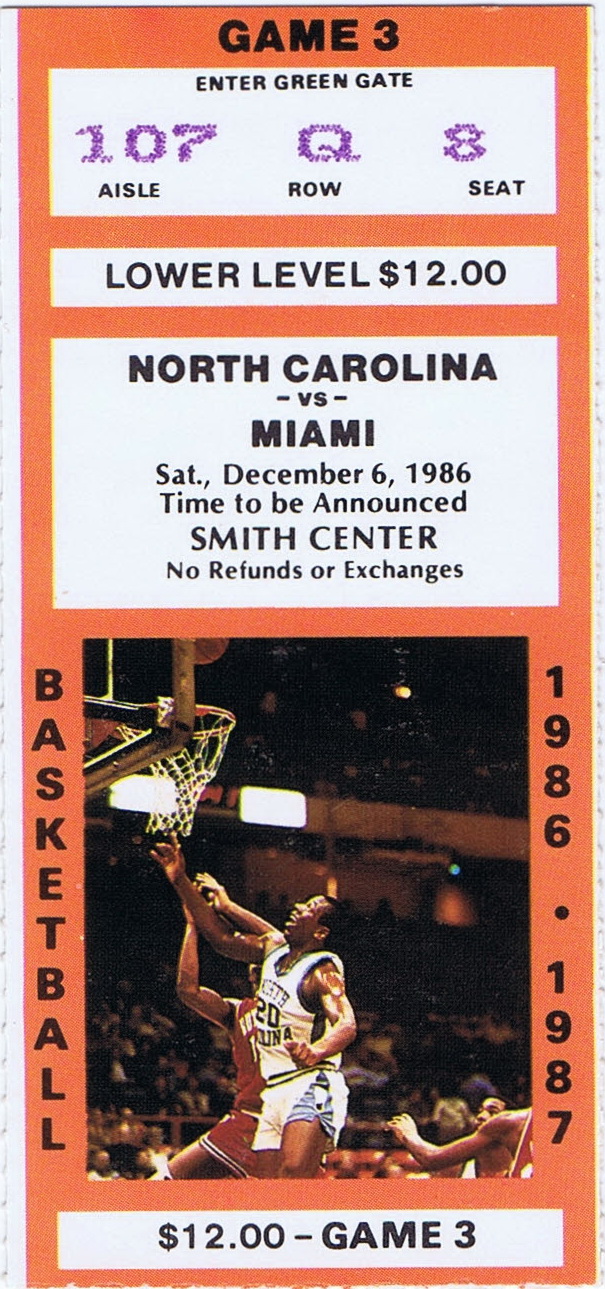 GAME 3
ENTER GREEN GATE
107 Q 8
AISLE ROW SEAT
LOWER LEVEL $12.00
NORTH CAROLINA
- VS -
MIAMI
Sat., December 6, 1986
Time to be Announced
SMITH CENTER
No Refunds or Exchanges
BASKETBALL
1986 • 1987
20
$12.00 – GAME 3